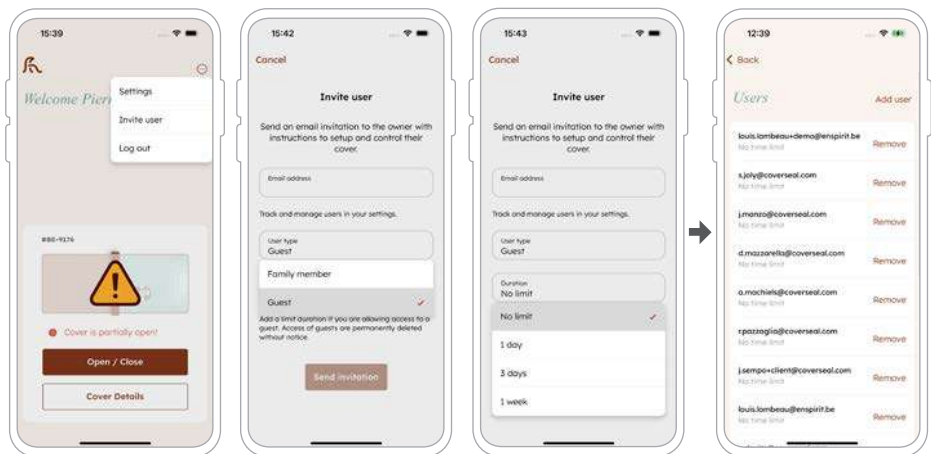 15:39
Welcome Pierr
Settings
Invite user
Log out
#BE-9176
Cover is partially open!
Open / Close
Cover Details
15:42
Cancel
Invite user
Send an email invitation to the owner with
instructions to setup and control their
cover.
Email address
Track and manage users in your settings.
User type
Guest
Family member
Guest
Add a limit duration if you are allowing access to a
guest. Access of guests are permanently deleted
without notice.
Send invitation
15:43
Cancel
Invite user
Send an email invitation to the owner with
instructions to setup and control their
cover.
Email address
Track and manage users in your settings.
User type
Guest
Duration
No limit
No limit
1 day
3 days
1 week
12:39
Back
Users
Add user
louis.lambeau+demo@enspirit.be
No time limit
Remove
s.joly@coverseal.com
No time limit
Remove
j.manzo@coverseal.com
No time limit
Remove
d.mazzarella@coverseal.com
No time limit
Remove
a.machiels@coverseal.com
No time limit
Remove
r.pazzaglia@coverseal.com
No time limit
Remove
j.sempo+client@coverseal.com
No time limit
Remove
louis.lambeau@enspirit.be
No time limit
Remove